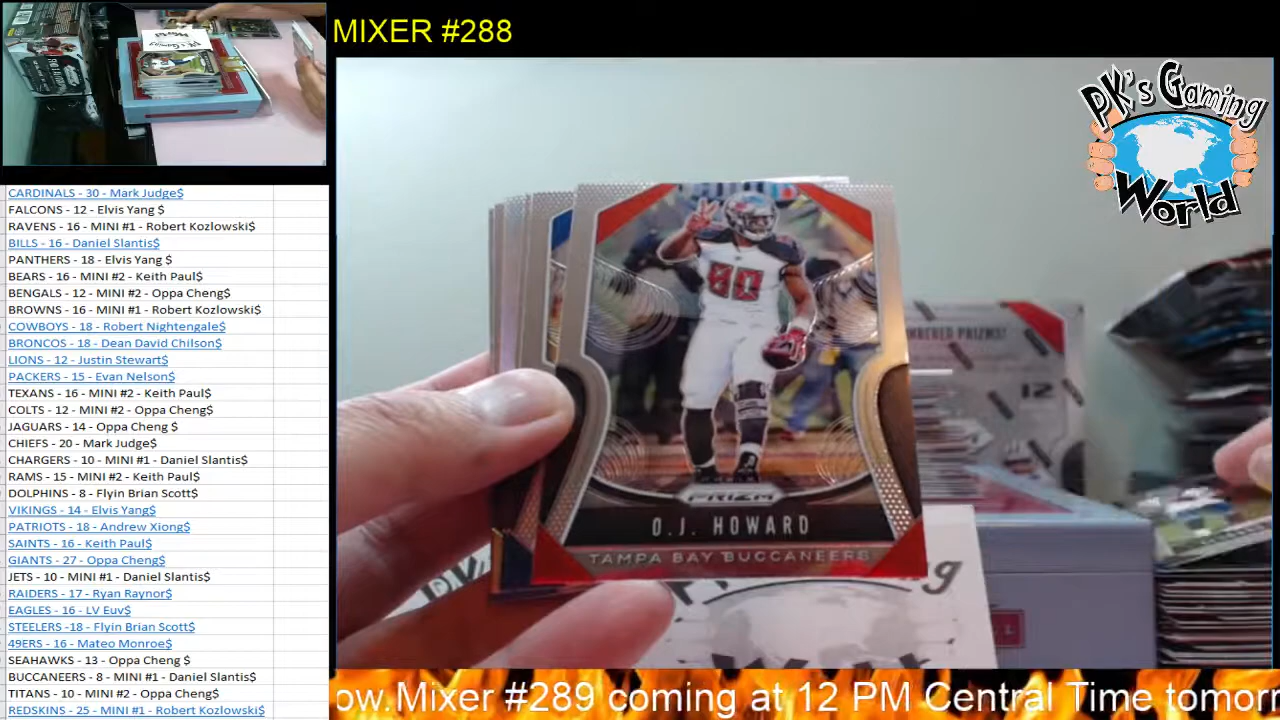 MIXER #288
PK's Gaming
World
CARDINALS - 30 - Mark Judge$
FALCONS - 12 - Elvis Yang $
RAVENS - 16 - MINI #1 - Robert Kozlowski$
BILLS - 16 - Daniel Slantis$
PANTHERS - 18 - Elvis Yang $
BEARS - 16 - MINI #2 - Keith Paul$
BENGALS - 12 - MINI #2 - Oppa Cheng$
BROWNS - 16 - MINI #1 - Robert Kozlowski$
COWBOYS - 18 - Robert Nightengale$
BRONCOS - 18 - Dean David Chilson$
LIONS - 12 - Justin Stewart$
PACKERS - 15 - Evan Nelson$
TEXANS - 16 - MINI #2 - Keith Paul$
COLTS - 12 - MINI #2 - Oppa Cheng$
JAGUARS - 14 - Oppa Cheng $
CHIEFS - 20 - Mark Judge$
CHARGERS - 10 - MINI #1 - Daniel Slantis$
RAMS - 15 - MINI #2 - Keith Paul$
DOLPHINS - 8 - Flyin Brian Scott$
VIKINGS - 14 - Elvis Yang$
PATRIOTS - 18 - Andrew Xiong$
SAINTS - 16 - Keith Paul$
GIANTS - 27 - Oppa Cheng$
JETS - 10 - MINI #1 - Daniel Slantis$
RAIDERS - 17 - Ryan Raynor$
EAGLES - 16 - LV Euv$
STEELERS -18 - Flyin Brian Scott$
49ERS - 16 - Mateo Monroe$
SEAHAWKS - 13 - Oppa Cheng $
BUCCANEERS - 8 - MINI #1 - Daniel Slantis$
TITANS - 10 - MINI #2 - Oppa Cheng$
REDSKINS - 25 - MINI #1 - Robert Kozlowski$
80
PRIZM
O.J. HOWARD
TAMPA BAY BUCCANEERS
NUMBERED PRIZMS!
12
ow.Mixer #289 coming at 12 PM Central Time tomorr